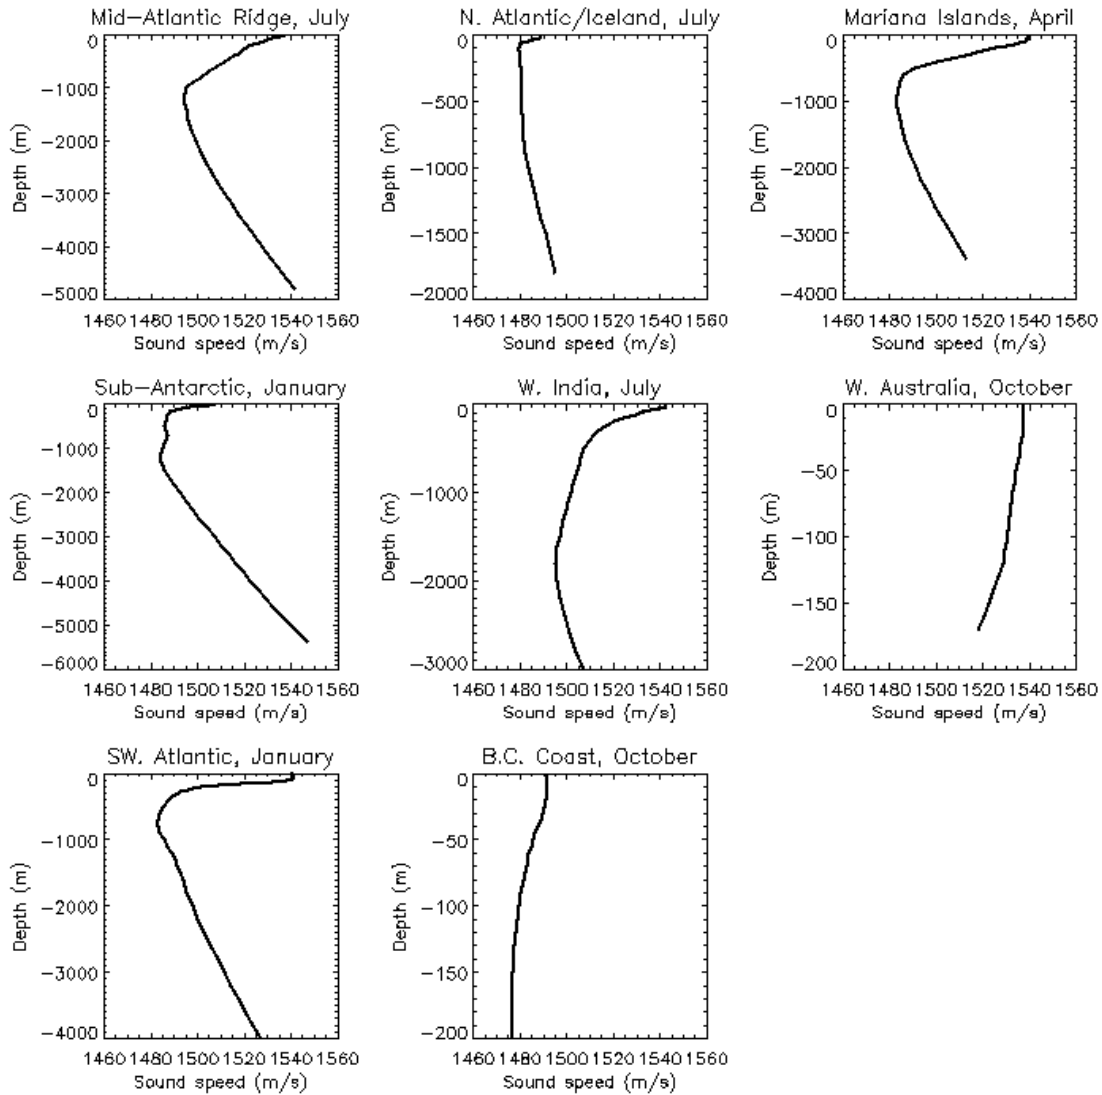 Mid-Atlantic Ridge, July
0
-1000
-2000
-3000
-4000
-5000
Depth (m)
1460 1480 1500 1520 1540 1560
Sound speed (m/s)
N. Atlantic/Iceland, July
0
-500
-1000
-1500
-2000
Depth (m)
1460 1480 1500 1520 1540 1560
Sound speed (m/s)
Mariana Islands, April
0
-1000
-2000
-3000
-4000
Depth (m)
1460 1480 1500 1520 1540 1560
Sound speed (m/s)
Sub-Antarctic, January
0
-1000
-2000
-3000
-4000
-5000
-6000
Depth (m)
1460 1480 1500 1520 1540 1560
Sound speed (m/s)
W. India, July
0
-1000
-2000
-3000
Depth (m)
1460 1480 1500 1520 1540 1560
Sound speed (m/s)
W. Australia, October
0
-50
-100
-150
-200
Depth (m)
1460 1480 1500 1520 1540 1560
Sound speed (m/s)
SW. Atlantic, January
0
-1000
-2000
-3000
-4000
Depth (m)
1460 1480 1500 1520 1540 1560
Sound speed (m/s)
B.C. Coast, October
0
-50
-100
-150
-200
Depth (m)
1460 1480 1500 1520 1540 1560
Sound speed (m/s)